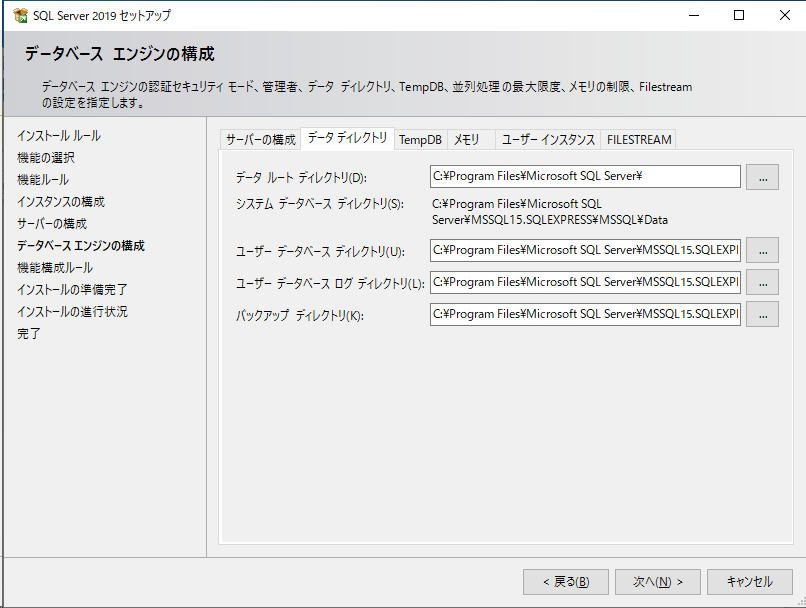 SQL Server 2019 セットアップ
データベース エンジンの構成
データベース エンジンの認証セキュリティ モード、管理者、データ ディレクトリ、TempDB、並列処理の最大限度、メモリの制限、Filestream
の設定を指定します。
インストール ルール
機能の選択
機能ルール
インスタンスの構成
サーバーの構成
データベース エンジンの構成
機能構成ルール
インストールの準備完了
インストールの進行状況
完了
サーバーの構成 データ ディレクトリ TempDB メモリ ユーザー インスタンス FILESTREAM
データ ルート ディレクトリ(D): C:¥Program Files¥Microsoft SQL Server¥ ...
システム データベース ディレクトリ(S): C:¥Program Files¥Microsoft SQL
Server¥MSSQL15.SQLEXPRESS¥MSSQL¥Data
ユーザー データベース ディレクトリ(U): C:¥Program Files¥Microsoft SQL Server¥MSSQL15.SQLEXPI ...
ユーザー データベース ログ ディレクトリ(L): C:¥Program Files¥Microsoft SQL Server¥MSSQL15.SQLEXPI ...
バックアップ ディレクトリ(K): C:¥Program Files¥Microsoft SQL Server¥MSSQL15.SQLEXPI ...
< 戻る(B) 次へ(N) > キャンセル